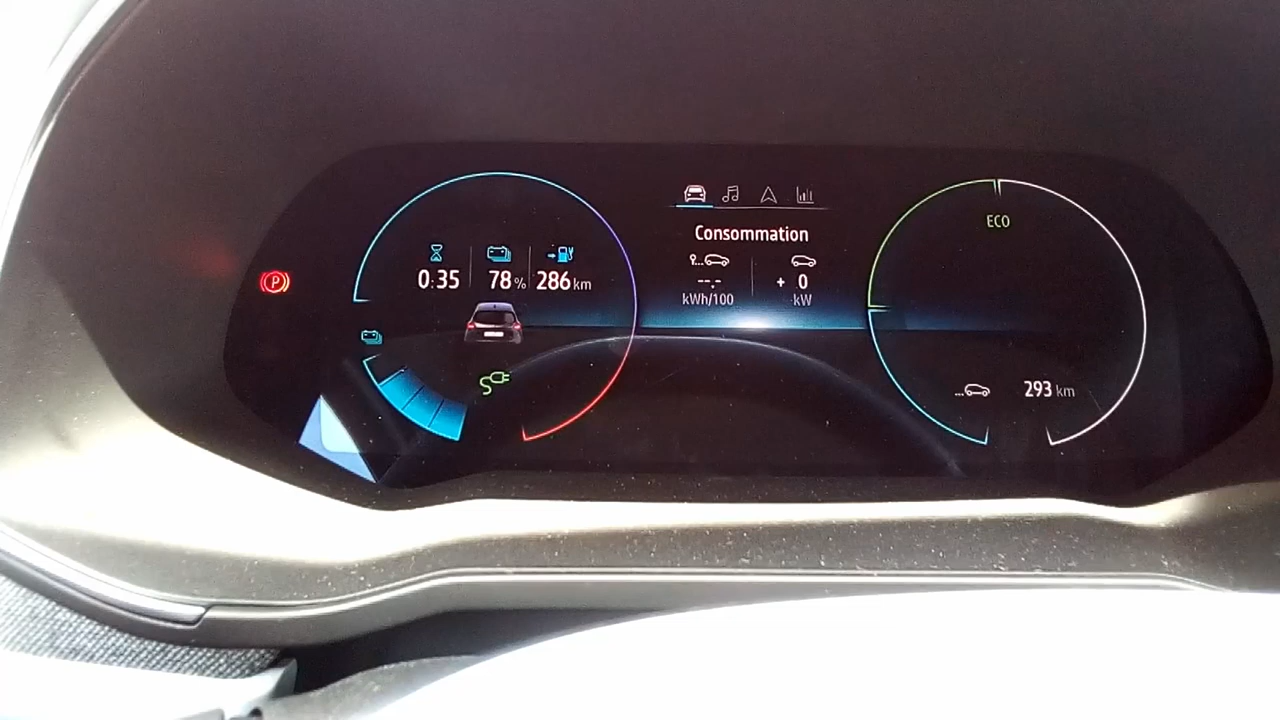 P
0:35
78%
286 km
Consommation
--.-
kWh/100
+ 0
kW
ECO
293 km